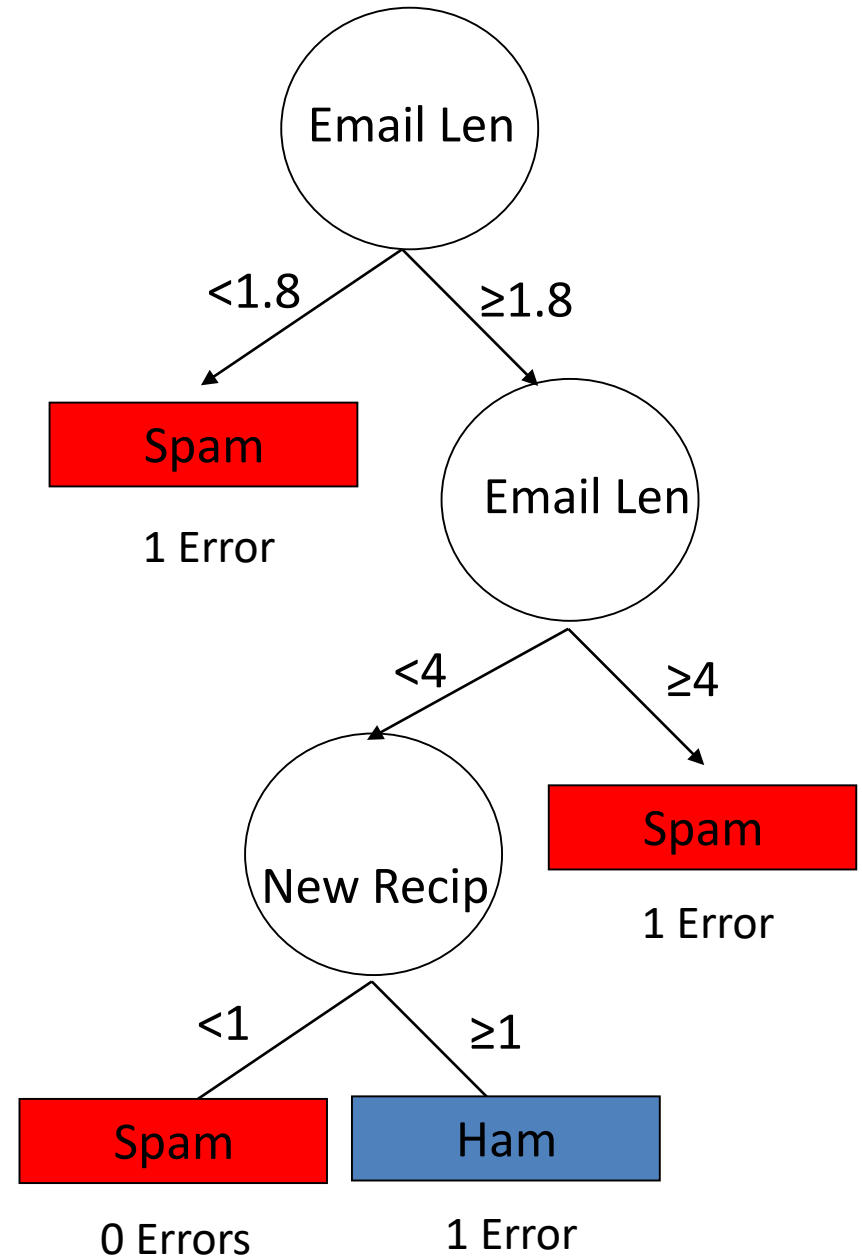 Email Len
<1.8
≥1.8
Spam
1 Error
Email Len
<4
≥4
New Recip
Spam
1 Error
<1
≥1
Spam
Ham
0 Errors
1 Error